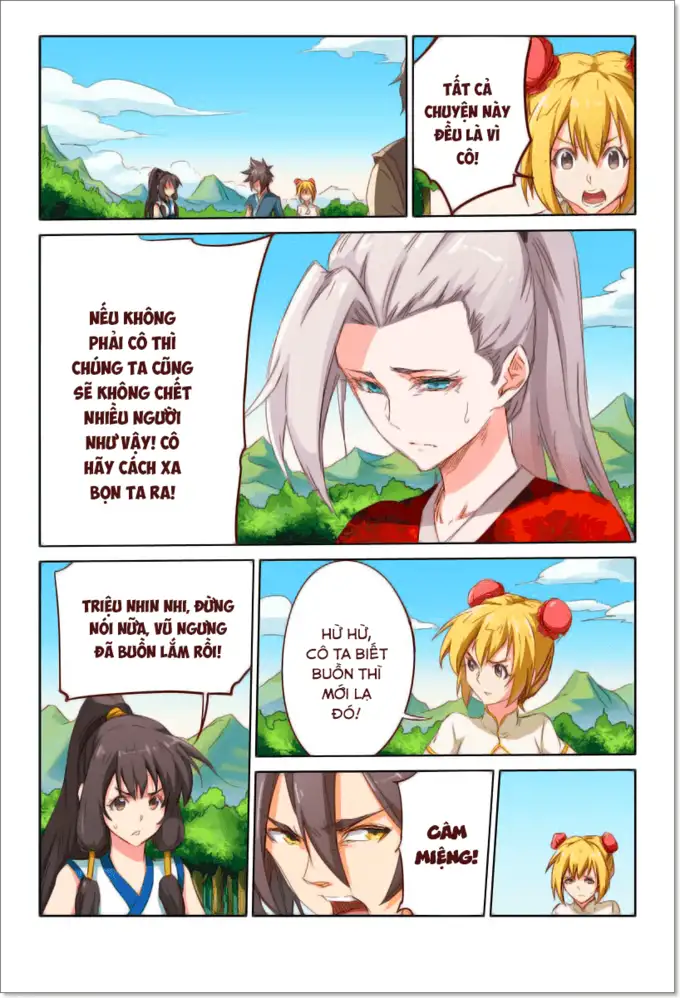 TẤT CẢ
CHUYỆN NÀY
ĐỀU LÀ VÌ
CÔ!
NẾU KHÔNG
PHẢI CÔ THÌ
CHÚNG TA CŨNG
SẼ KHÔNG CHẾT
NHIỀU NGƯỜI
NHƯ VẬY! CÔ
HÃY CÁCH XA
BỌN TA RA!
TRIỆU NHIN NHI, ĐỪNG
NÓI NỮA, VŨ NGƯNG
ĐÃ BUỒN LẮM RỒI!
HỪ HỪ,
CÔ TA BIẾT
BUỒN THÌ
MỚI LẠ
ĐÓ!
CÂM
MIỆNG!